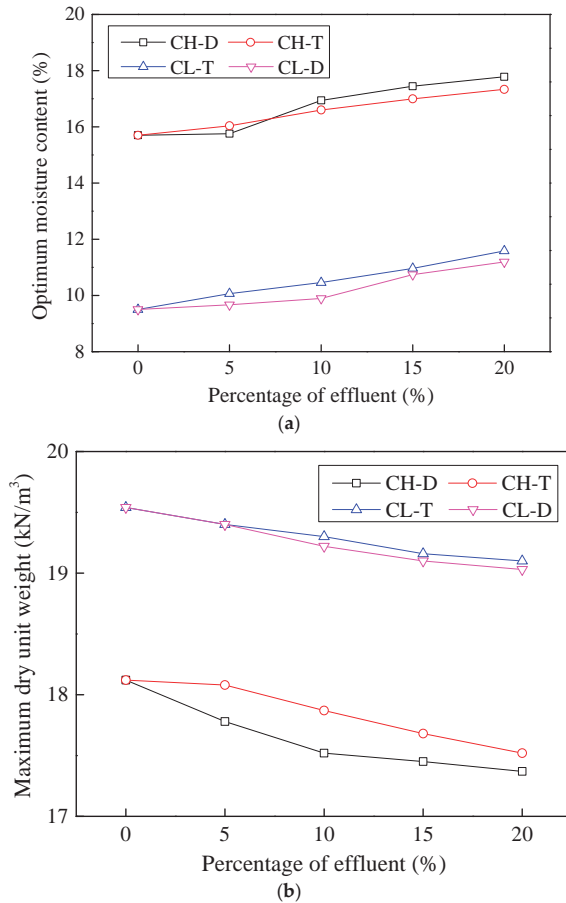 20
18
16
14
12
10
8
Optimum moisture content (%)
CH-D CH-T
CL-T CL-D
0 5 10 15 20
Percentage of effluent (%)
(a)
20
19
18
17
Maximum dry unit weight (kN/m³)
CH-D CH-T
CL-T CL-D
0 5 10 15 20
Percentage of effluent (%)
(b)